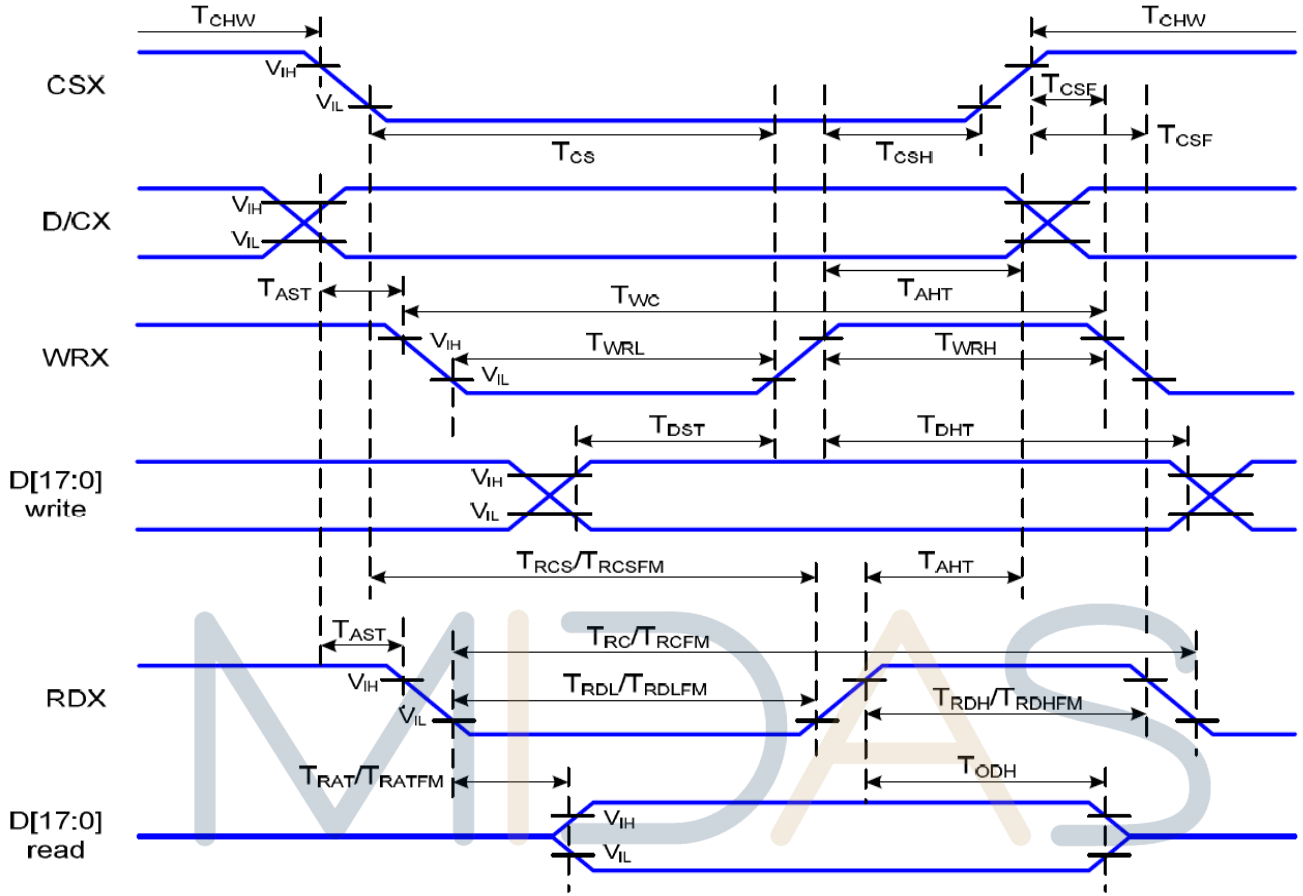 TCHW TCHW
CSX VIH VIL TCSF
TCS TCSH TCSF
D/CX VIH VIL
TAST TWC TAHT
WRX VIH VIL TWRL TWRH
TDST TDHT
D[17:0]
write
VIH
VIL
TRCS/TRCSFM TAHT
TAST TRC/TRCFM
RDX VIH VIL TRDL/TRDLFM TRDH/TRDHFM
TRAT/TRATFM TODH
D[17:0]
read
VIH
VIL
MIDAS